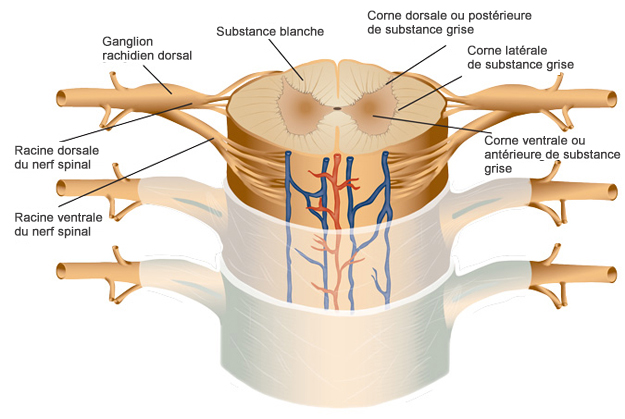 Corne dorsale ou postérieure
de substance grise
Substance blanche
Ganglion
rachidien dorsal
Corne latérale
de substance grise
Corne ventrale ou
antérieure de substance
grise
Racine dorsale
du nerf spinal
Racine ventrale
du nerf spinal